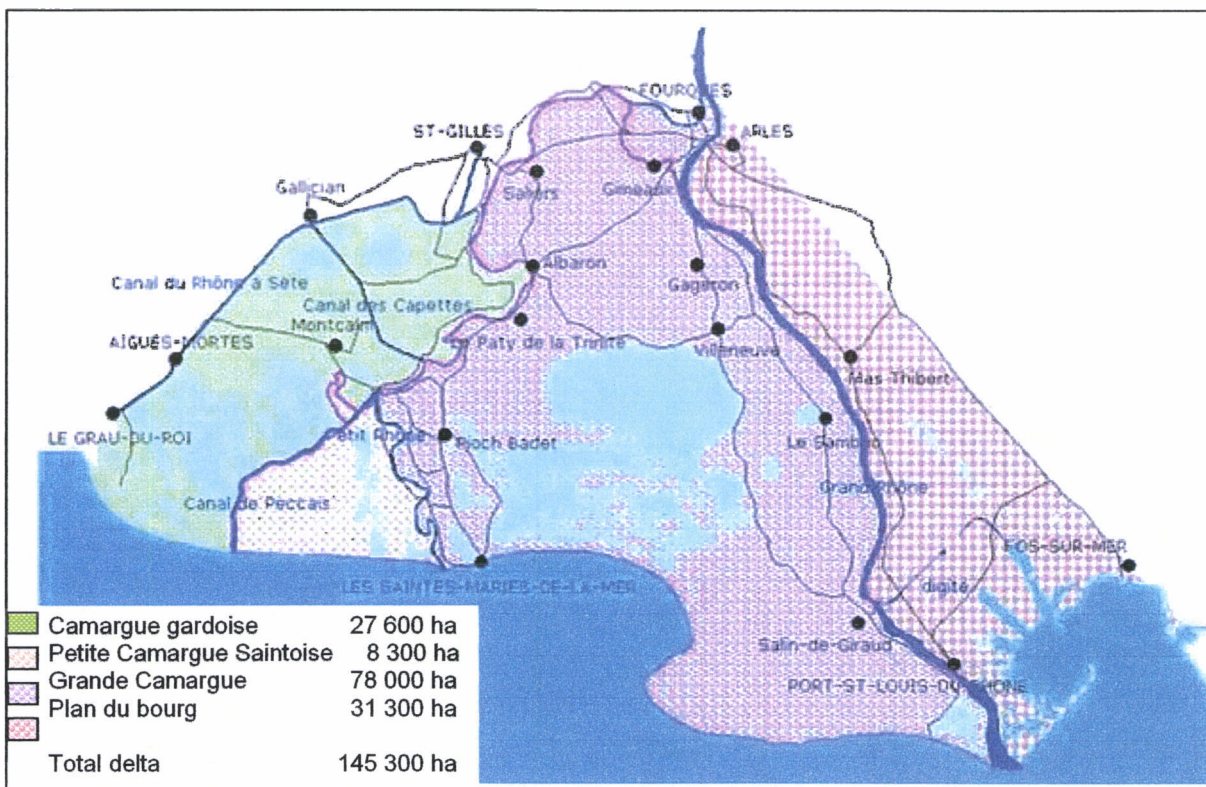 FOURQUES
ST-GILLES
ARLES
Gallician
Saliers
Gimeaux
Albaron
Gageron
Canal du Rhône à Sète
Canal des Capettes
Montcalm
Le Paty de la Trinité
Villeneuve
AIGUES-MORTES
Mas Thibert
LE GRAU-DU-ROI
Petit Rhône
Pioch Badet
Le Sambuc
Grand Rhône
Canal de Peccais
FOS-SUR-MER
digité
LES SAINTES-MARIES-DE-LA-MER
Salin-de-Giraud
PORT-ST-LOUIS-DU-RHONE
Camargue gardoise 27 600 ha
Petite Camargue Saintoise 8 300 ha
Grande Camargue 78 000 ha
Plan du bourg 31 300 ha
Total delta 145 300 ha